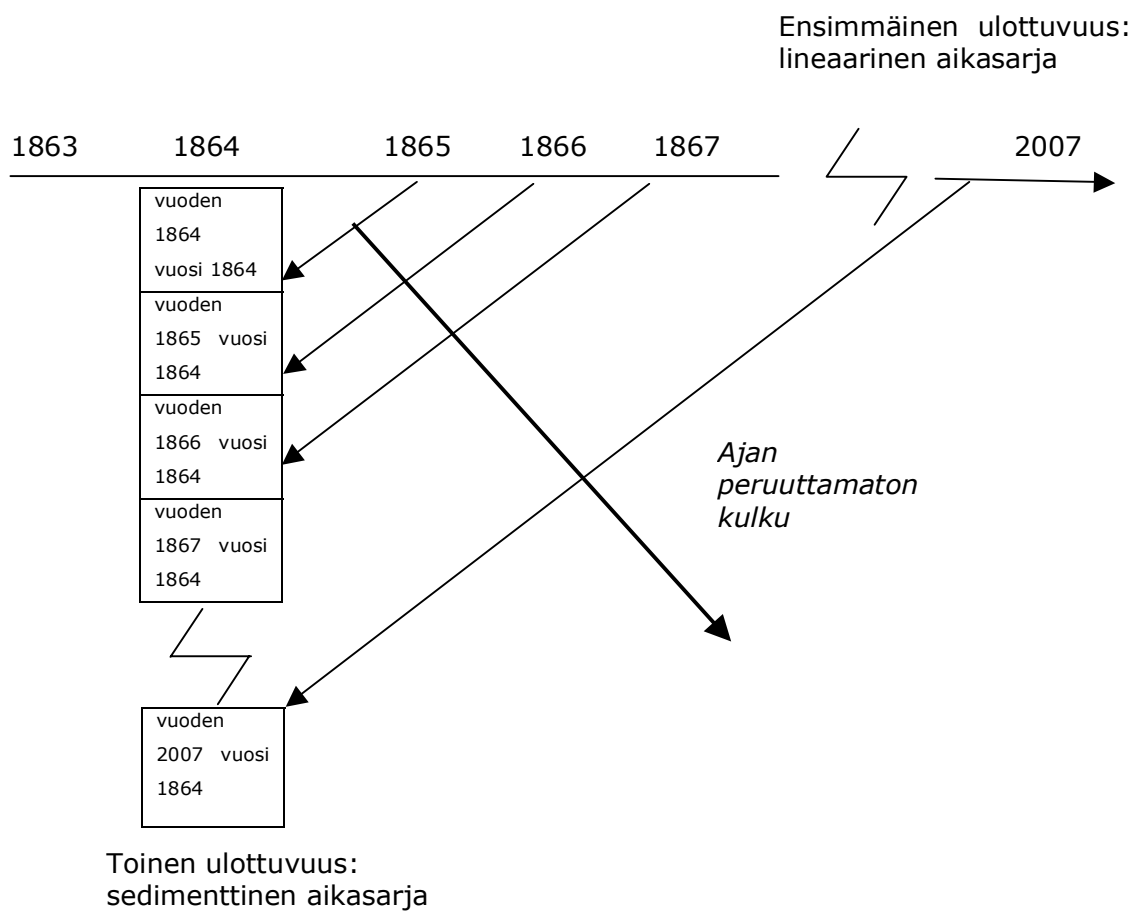 Ensimmäinen ulottuvuus:
lineaarinen aikasarja
1863 1864 1865 1866 1867 2007
vuoden
1864
vuosi 1864
vuoden
1865 vuosi
1864
vuoden
1866 vuosi
1864
vuoden
1867 vuosi
1864
Ajan
peruuttamaton
kulku
vuoden
2007 vuosi
1864
Toinen ulottuvuus:
sedimenttinen aikasarja